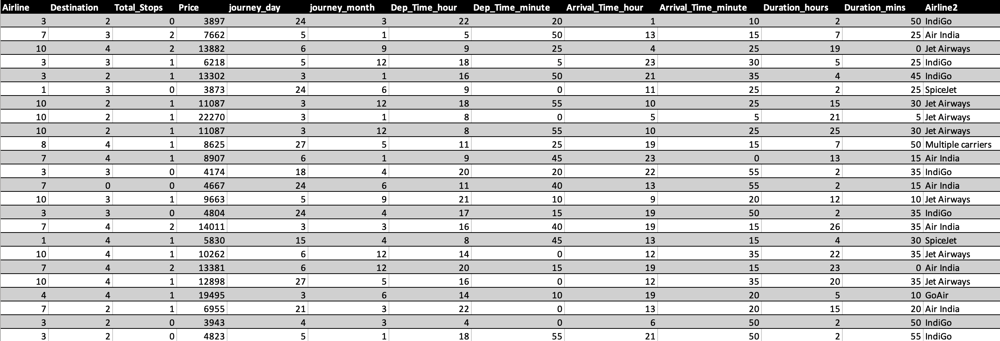 Airline Destination Total_Stops Price journey_day journey_month Dep_Time_hour Dep_Time_minute Arrival_Time_hour Arrival_Time_minute Duration_hours Duration_mins Airline2
3 2 0 3897 24 3 22 20 1 10 2 50 IndiGo
7 3 2 7662 5 1 5 50 13 15 7 25 Air India
10 4 2 13882 6 9 9 25 4 25 19 0 Jet Airways
3 3 1 6218 5 12 18 5 23 30 5 25 IndiGo
3 2 1 13302 3 1 16 50 21 35 4 45 IndiGo
1 3 0 3873 24 6 9 0 11 25 2 25 SpiceJet
10 2 1 11087 3 12 18 55 10 25 15 30 Jet Airways
10 2 1 22270 3 1 8 0 5 5 21 5 Jet Airways
10 2 1 11087 3 12 8 55 10 25 25 30 Jet Airways
8 4 1 8625 27 5 11 25 19 15 7 50 Multiple carriers
7 4 1 8907 6 1 9 45 23 0 13 15 Air India
3 3 0 4174 18 4 20 20 22 55 2 35 IndiGo
7 0 0 4667 24 6 11 40 13 55 2 15 Air India
10 3 1 9663 5 9 21 10 9 20 12 10 Jet Airways
3 3 0 4804 24 4 17 15 19 50 2 35 IndiGo
7 4 2 14011 3 3 16 40 19 15 26 35 Air India
1 4 1 5830 15 4 8 45 13 15 4 30 SpiceJet
10 4 1 10262 6 12 14 0 12 35 22 35 Jet Airways
7 4 2 13381 6 12 20 15 19 15 23 0 Air India
10 4 1 12898 27 5 16 0 12 35 20 35 Jet Airways
4 4 1 19495 3 6 14 10 19 20 5 10 GoAir
7 2 1 6955 21 3 22 0 13 20 15 20 Air India
3 2 0 3943 4 3 4 0 6 50 2 50 IndiGo
3 2 0 4823 5 1 18 55 21 50 2 55 IndiGo